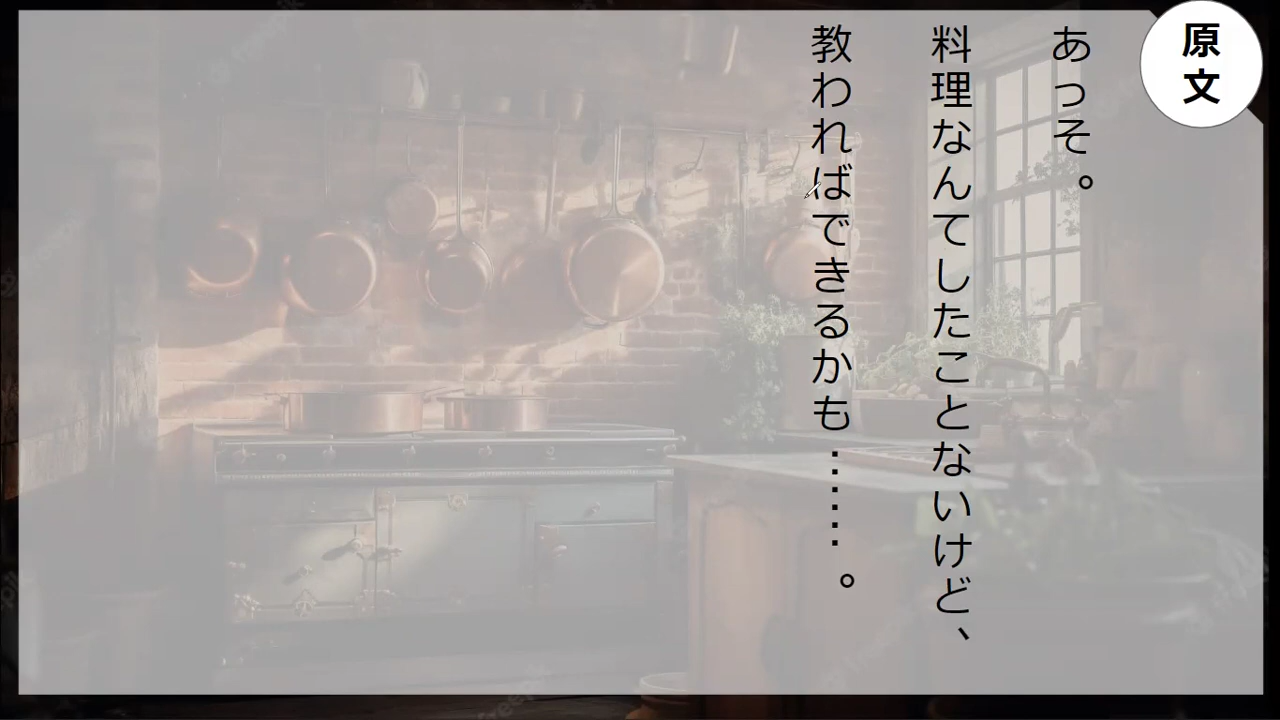 原文
あっそ。
料理なんてしたことないけど、
教わればできるかも……。